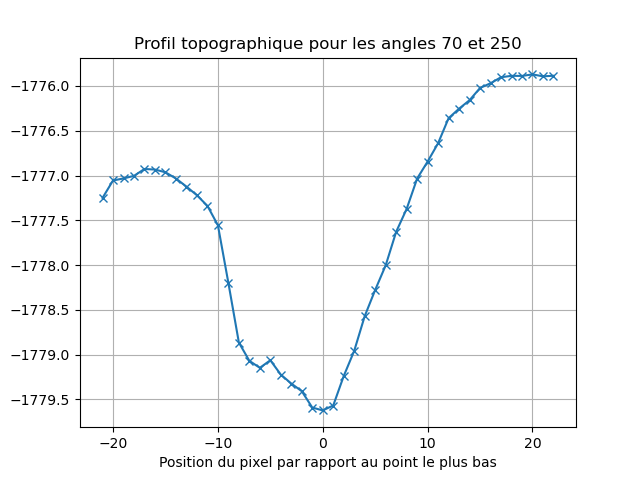 Profil topographique pour les angles 70 et 250
−1776.0
−1776.5
−1777.0
−1777.5
−1778.0
−1778.5
−1779.0
−1779.5
−20 −10 0 10 20
Position du pixel par rapport au point le plus bas